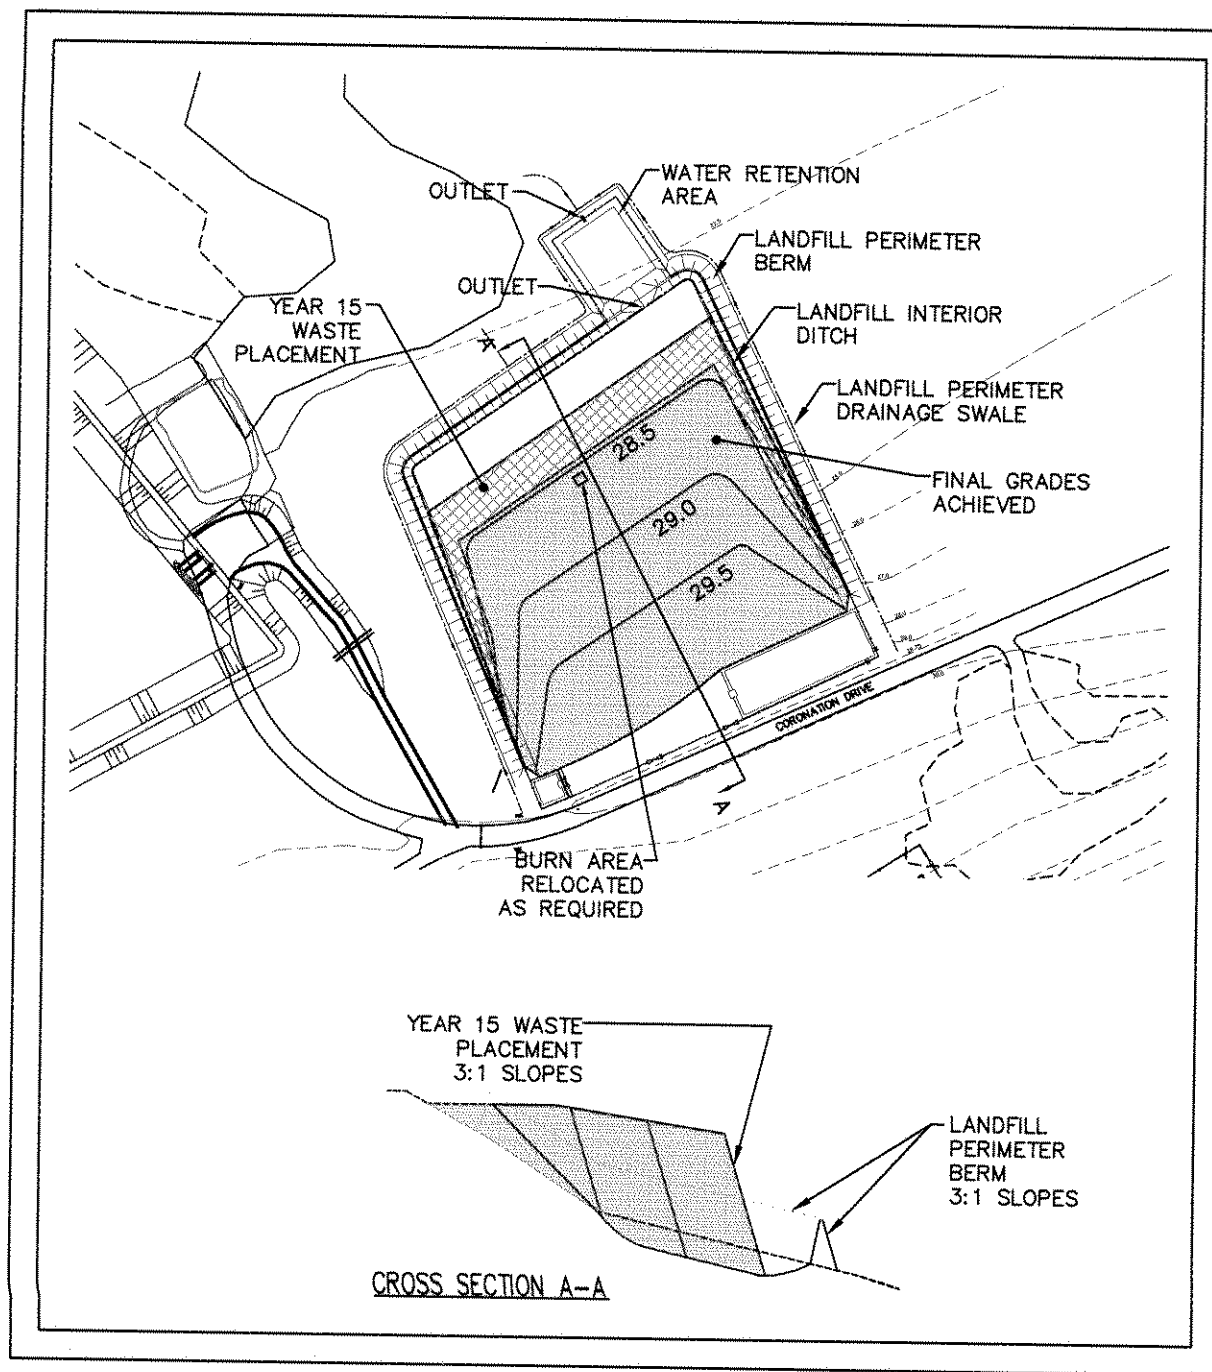 OUTLET
WATER RETENTION
AREA
LANDFILL PERIMETER
BERM
OUTLET
YEAR 15
WASTE
PLACEMENT
LANDFILL INTERIOR
DITCH
A
LANDFILL PERIMETER
DRAINAGE SWALE
28.5
FINAL GRADES
ACHIEVED
29.0
29.5
CORONATION DRIVE
A
BURN AREA
RELOCATED
AS REQUIRED
YEAR 15 WASTE
PLACEMENT
3:1 SLOPES
LANDFILL
PERIMETER
BERM
3:1 SLOPES
CROSS SECTION A-A